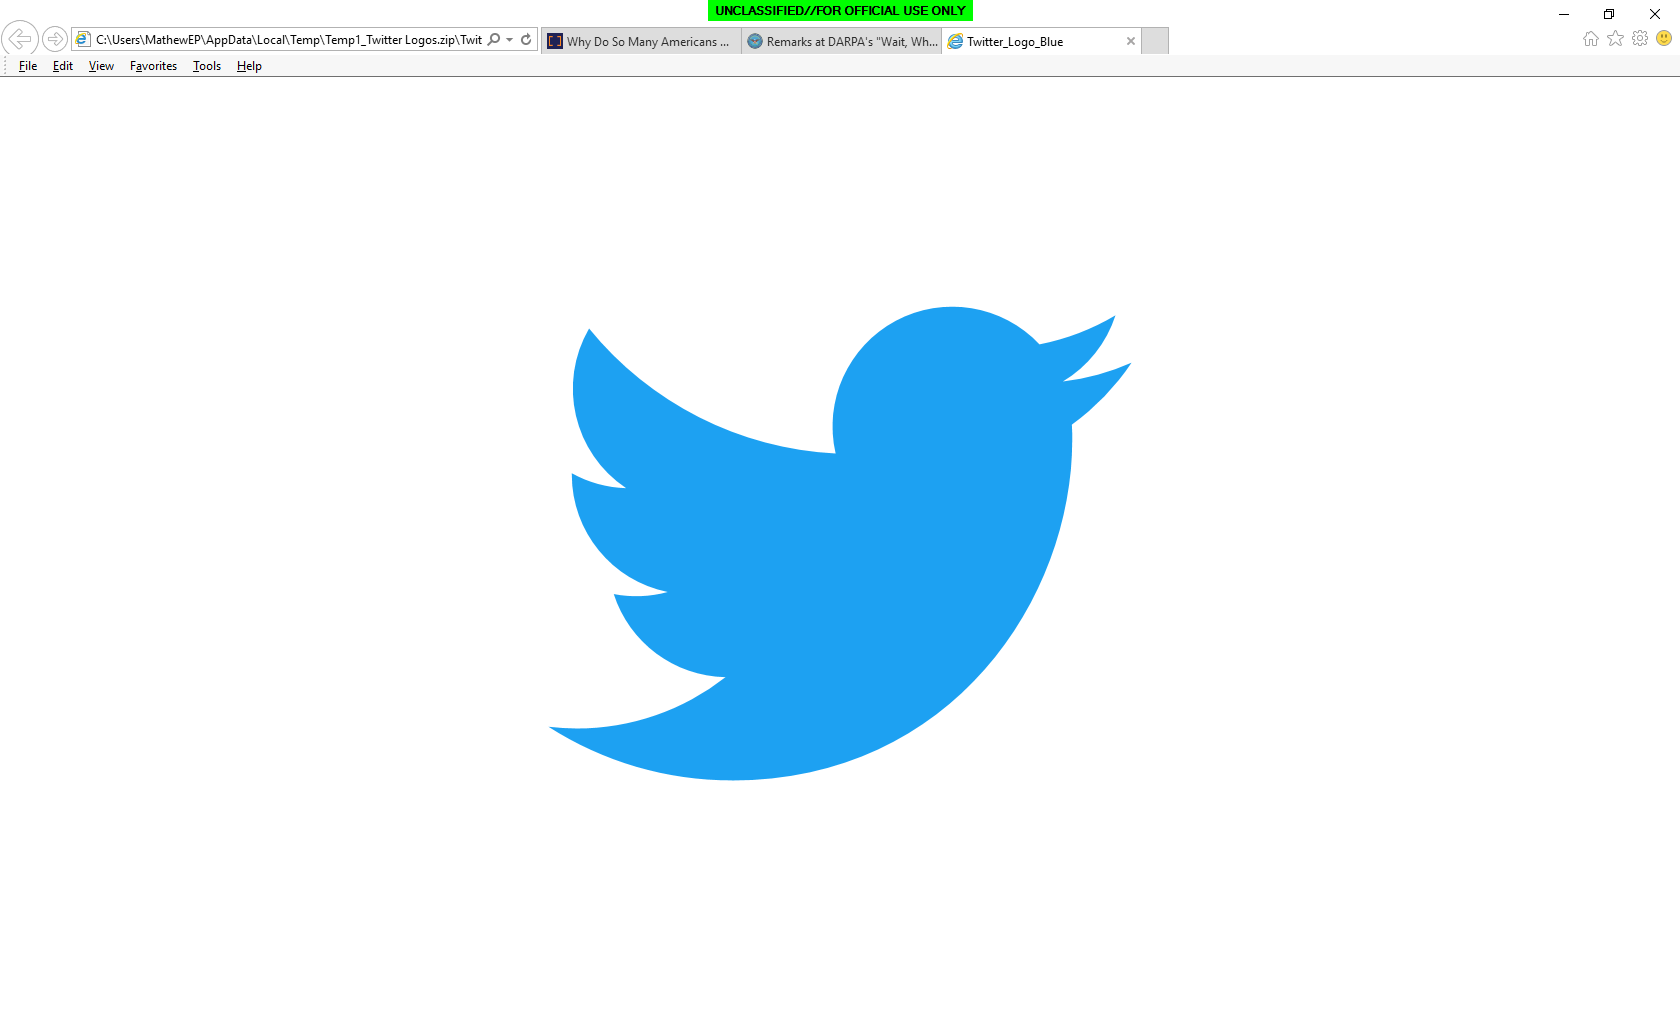 UNCLASSIFIED//FOR OFFICIAL USE ONLY
C:\Users\MathewEP\AppData\Local\Temp\Temp1_Twitter Logos.zip\Twit
Why Do So Many Americans ...
Remarks at DARPA's "Wait, Wh...
Twitter_Logo_Blue
File Edit View Favorites Tools Help